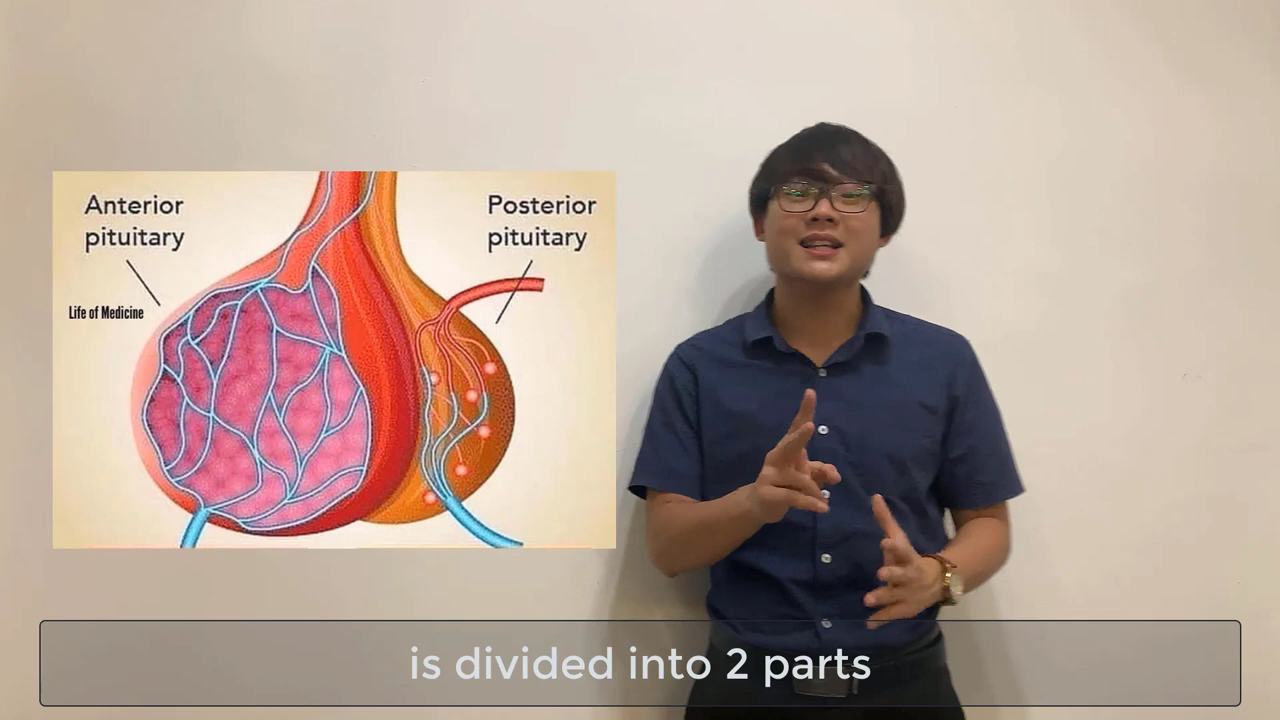 Anterior
pituitary
Posterior
pituitary
Life of Medicine
is divided into 2 parts